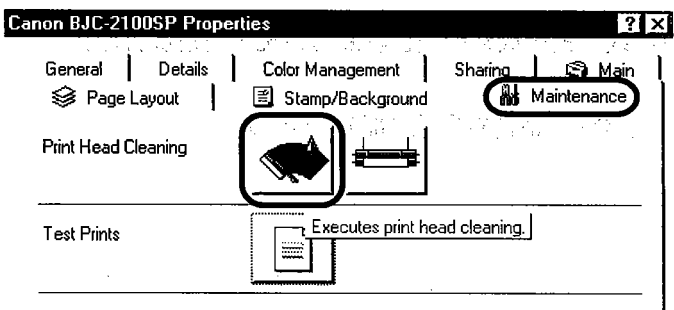 Canon BJC-2100SP Properties
General Details Color Management Sharing Main
Page Layout Stamp/Background Maintenance
Print Head Cleaning
Executes print head cleaning.
Test Prints